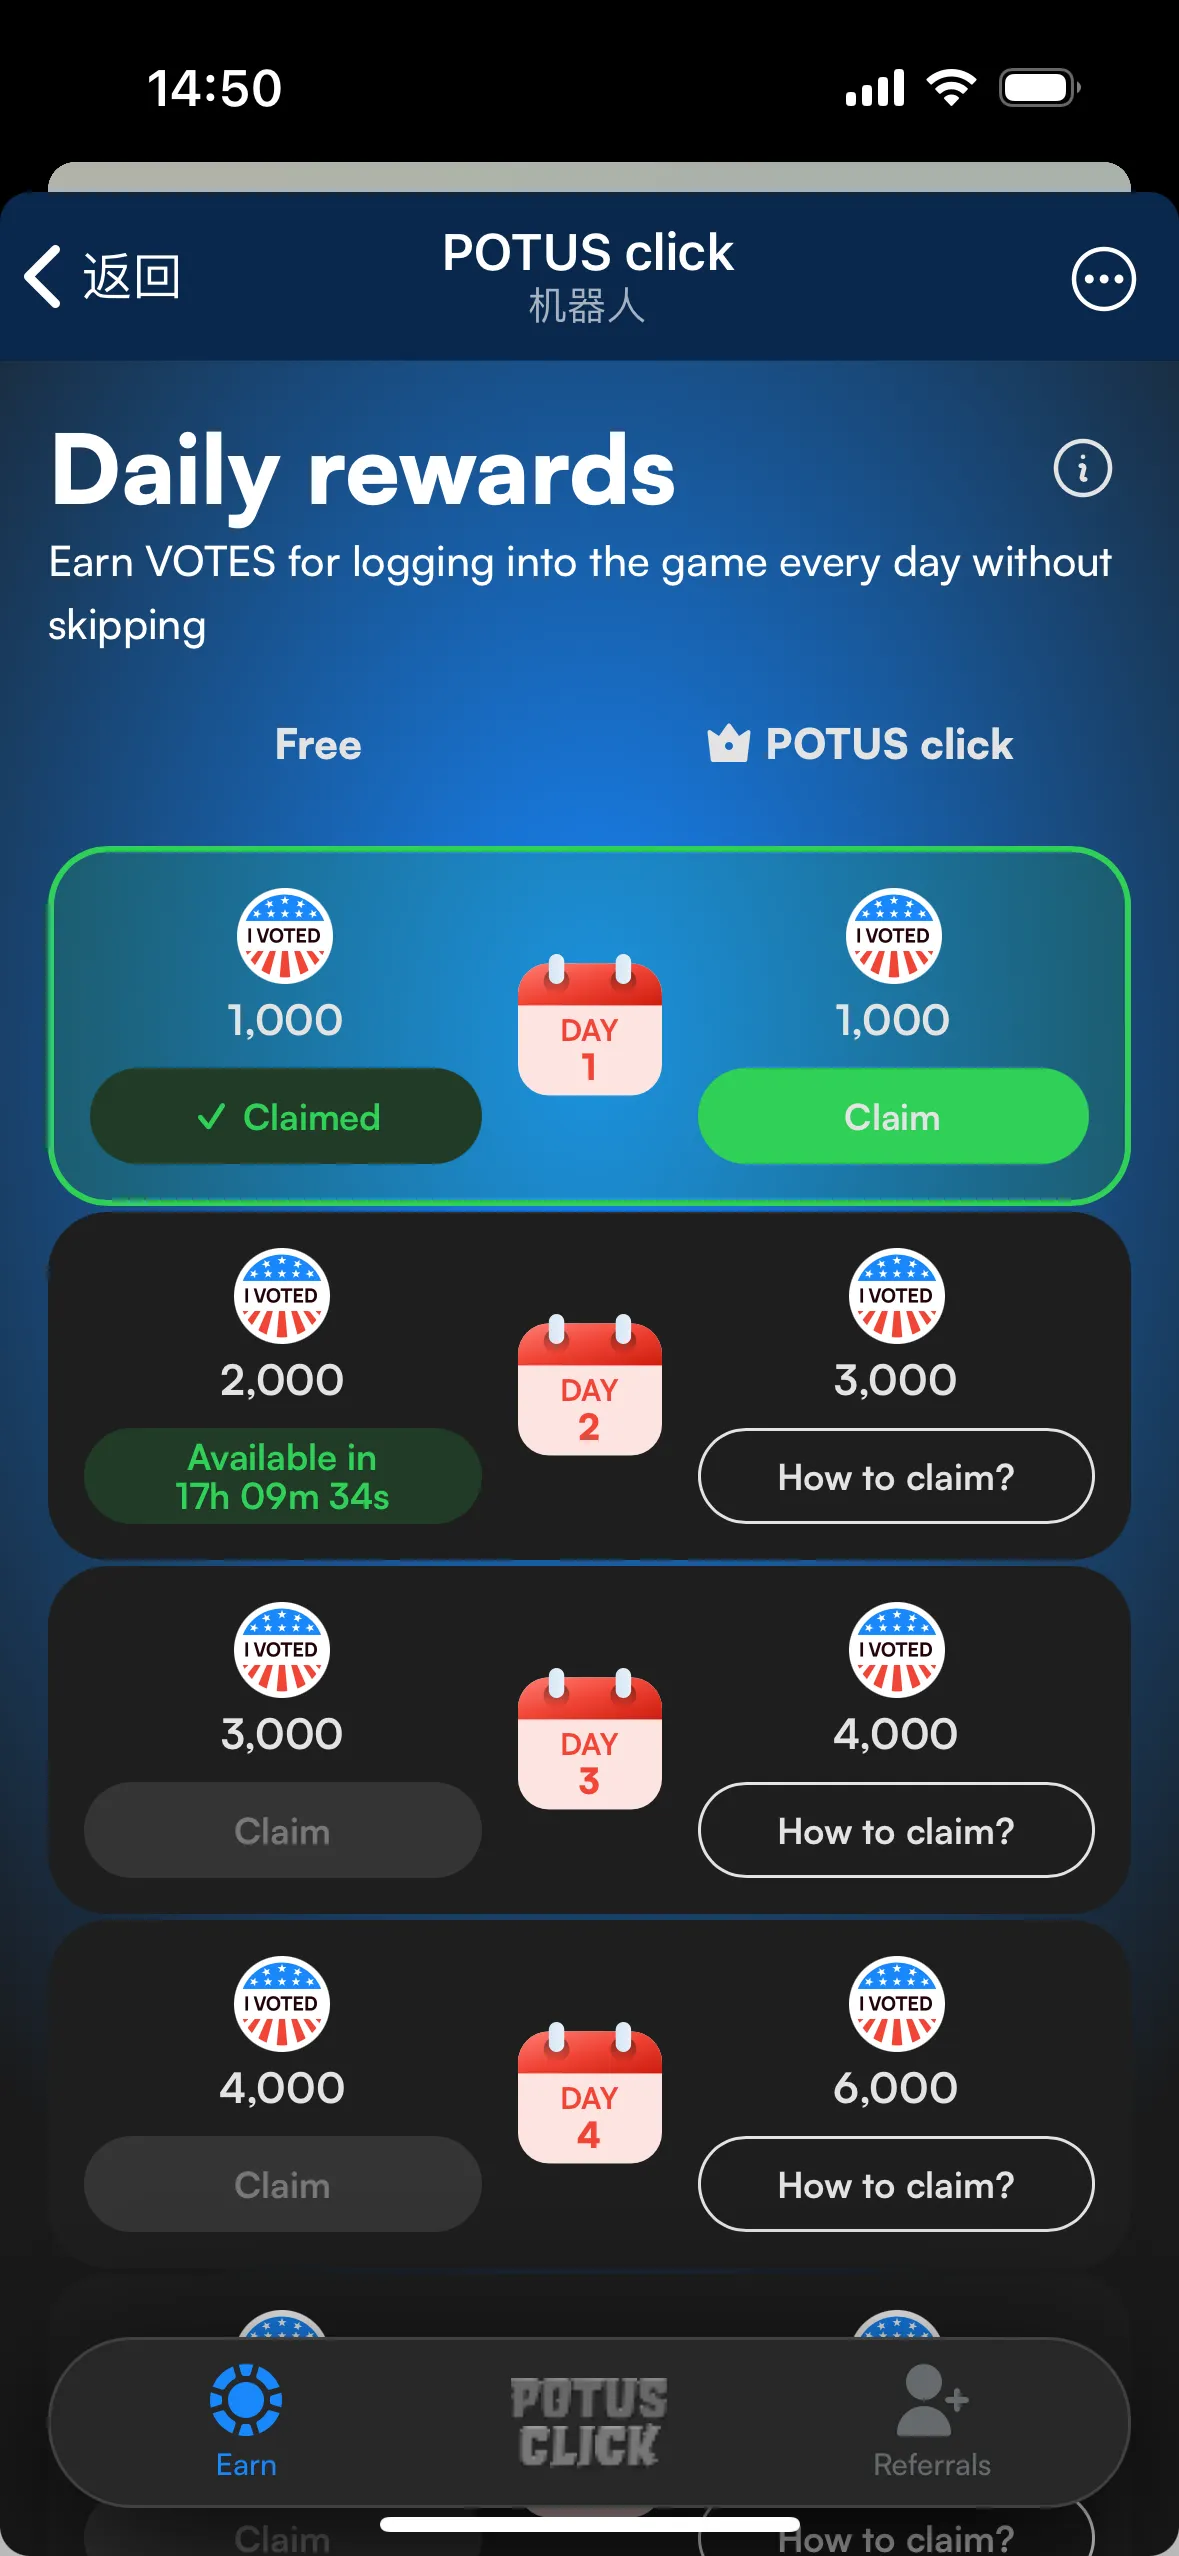 14:50
返回
POTUS click
机器人
Daily rewards
Earn VOTES for logging into the game every day without
skipping
Free
POTUS click
I VOTED
I VOTED
1,000
DAY
1
1,000
Claimed
Claim
I VOTED
I VOTED
2,000
DAY
2
3,000
Available in
17h 09m 34s
How to claim?
I VOTED
I VOTED
3,000
DAY
3
4,000
Claim
How to claim?
I VOTED
I VOTED
4,000
DAY
4
6,000
Claim
How to claim?
POTUS
CLICK
Earn
Referrals
Claim
How to claim?